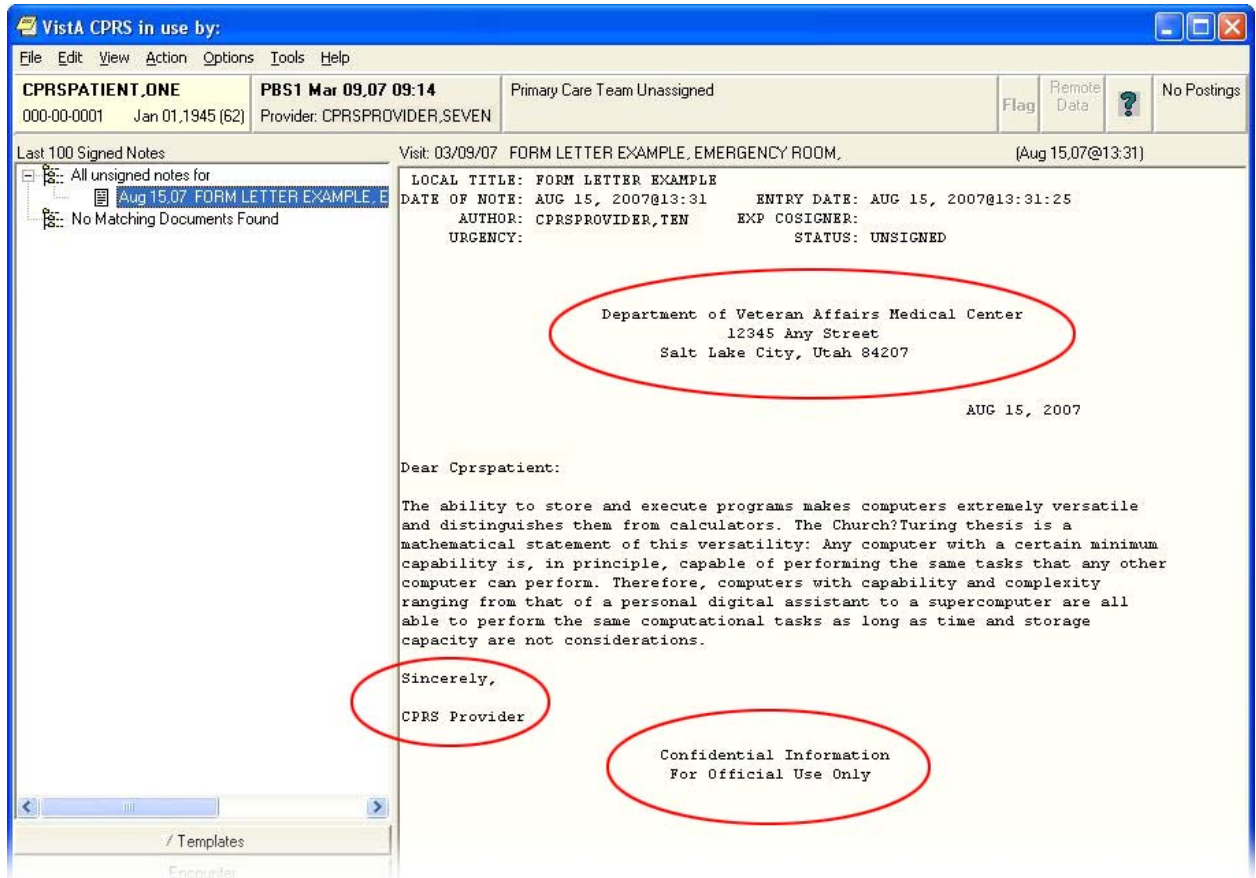 VistA CPRS in use by:
File Edit View Action Options Tools Help
CPRSPATIENT,ONE
000-00-0001 Jan 01,1945 (62)
PBS1 Mar 09,07 09:14
Provider: CPRSPROVIDER,SEVEN
Primary Care Team Unassigned
Flag
Remote
Data
?
No Postings
Last 100 Signed Notes
All unsigned notes for
Aug 15,07 FORM LETTER EXAMPLE, E
No Matching Documents Found
/ Templates
Encounter
Visit: 03/09/07 FORM LETTER EXAMPLE, EMERGENCY ROOM, (Aug 15,07@13:31)
LOCAL TITLE: FORM LETTER EXAMPLE
DATE OF NOTE: AUG 15, 2007@13:31 ENTRY DATE: AUG 15, 2007@13:31:25
AUTHOR: CPRSPROVIDER,TEN EXP COSIGNER:
URGENCY: STATUS: UNSIGNED
Department of Veteran Affairs Medical Center
12345 Any Street
Salt Lake City, Utah 84207
AUG 15, 2007
Dear Cprspatient:
The ability to store and execute programs makes computers extremely versatile
and distinguishes them from calculators. The Church?Turing thesis is a
mathematical statement of this versatility: Any computer with a certain minimum
capability is, in principle, capable of performing the same tasks that any other
computer can perform. Therefore, computers with capability and complexity
ranging from that of a personal digital assistant to a supercomputer are all
able to perform the same computational tasks as long as time and storage
capacity are not considerations.
Sincerely,
CPRS Provider
Confidential Information
For Official Use Only